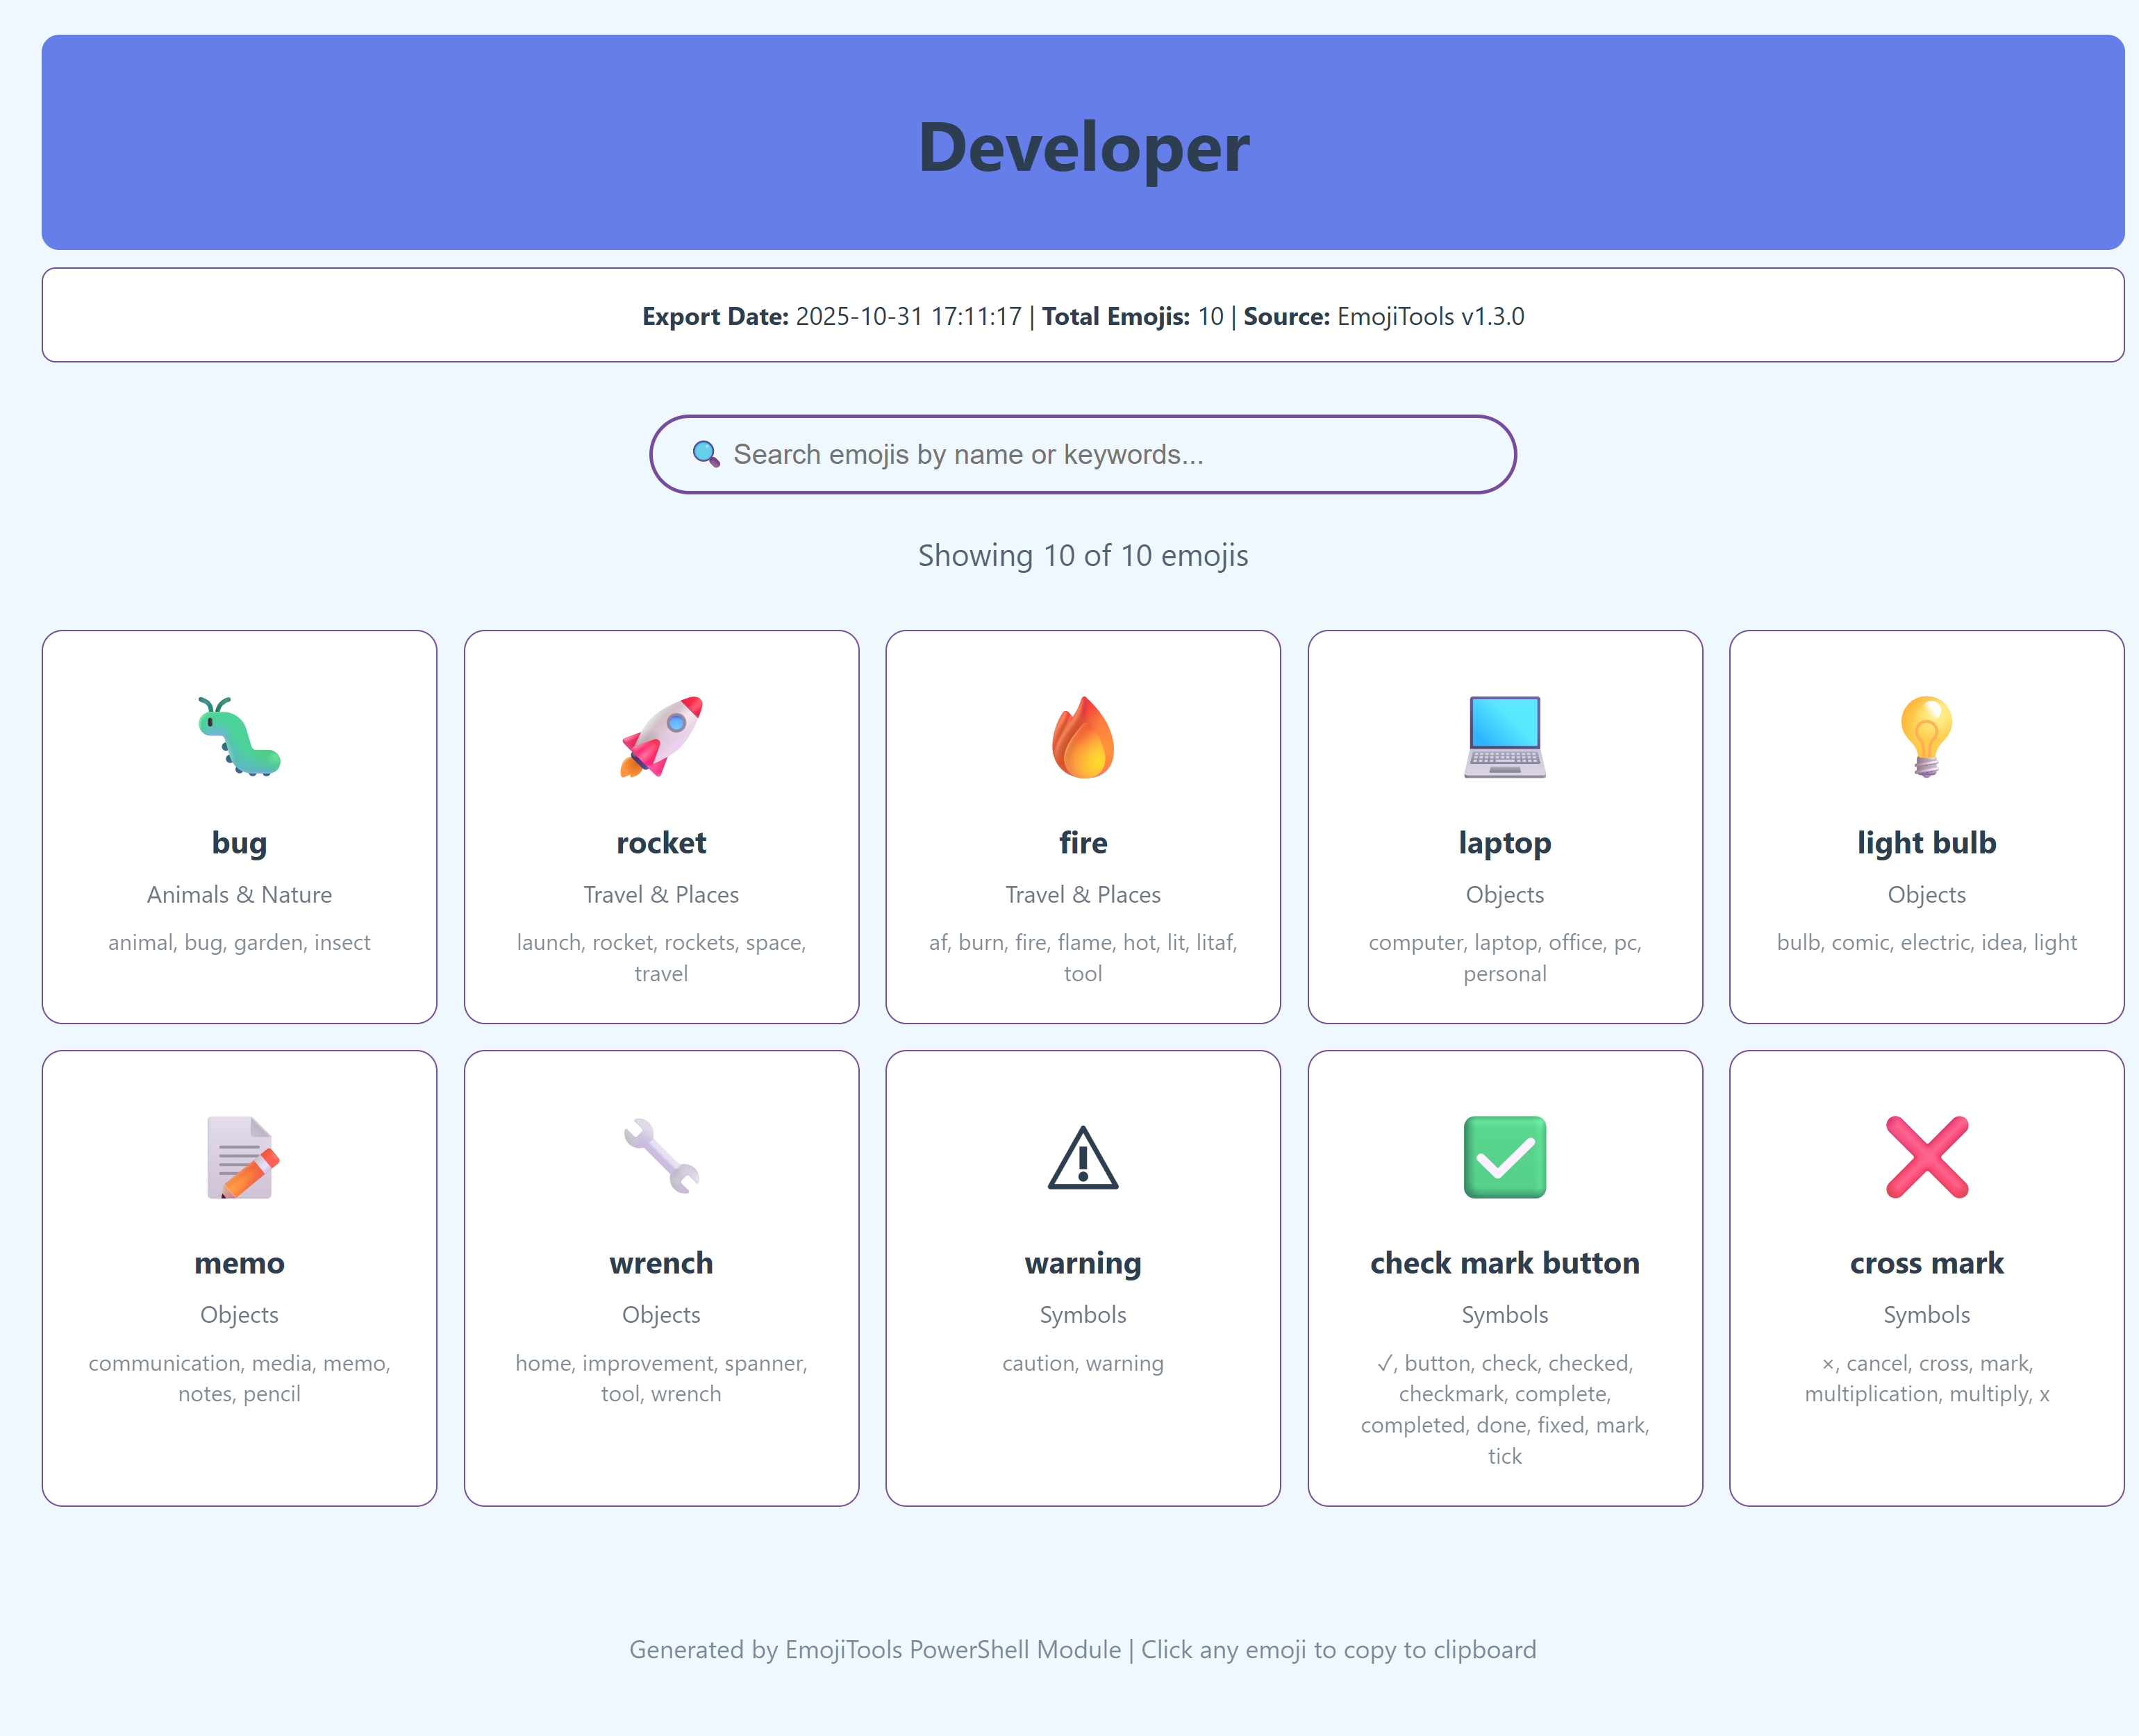 Developer
Export Date: 2025-10-31 17:11:17 | Total Emojis: 10 | Source: EmojiTools v1.3.0
🔍 Search emojis by name or keywords...
Showing 10 of 10 emojis
bug
Animals & Nature
animal, bug, garden, insect
rocket
Travel & Places
launch, rocket, rockets, space,
travel
fire
Travel & Places
af, burn, fire, flame, hot, lit, litaf,
tool
laptop
Objects
computer, laptop, office, pc,
personal
light bulb
Objects
bulb, comic, electric, idea, light
memo
Objects
communication, media, memo,
notes, pencil
wrench
Objects
home, improvement, spanner,
tool, wrench
warning
Symbols
caution, warning
check mark button
Symbols
✓, button, check, checked,
checkmark, complete,
completed, done, fixed, mark,
tick
cross mark
Symbols
×, cancel, cross, mark,
multiplication, multiply, x
Generated by EmojiTools PowerShell Module | Click any emoji to copy to clipboard